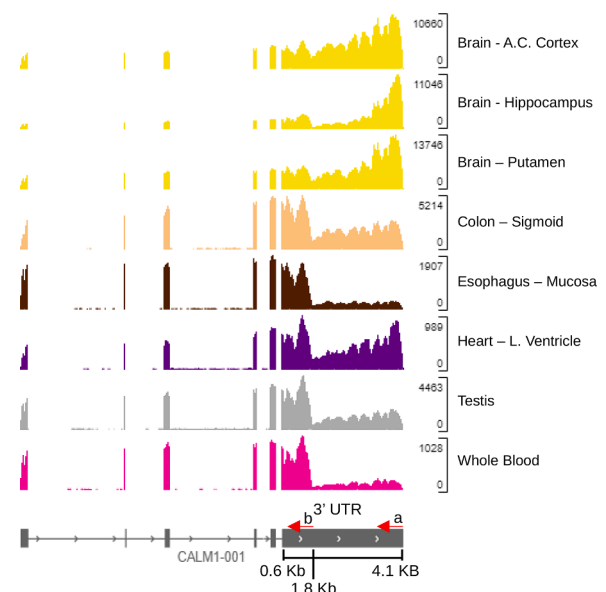 10660
0
Brain - A.C. Cortex
11046
0
Brain - Hippocampus
13746
0
Brain – Putamen
5214
0
Colon – Sigmoid
1907
0
Esophagus – Mucosa
989
0
Heart – L. Ventricle
4463
0
Testis
1028
0
Whole Blood
3' UTR
b
a
CALM1-001
0.6 Kb
4.1 KB
1.8 Kb